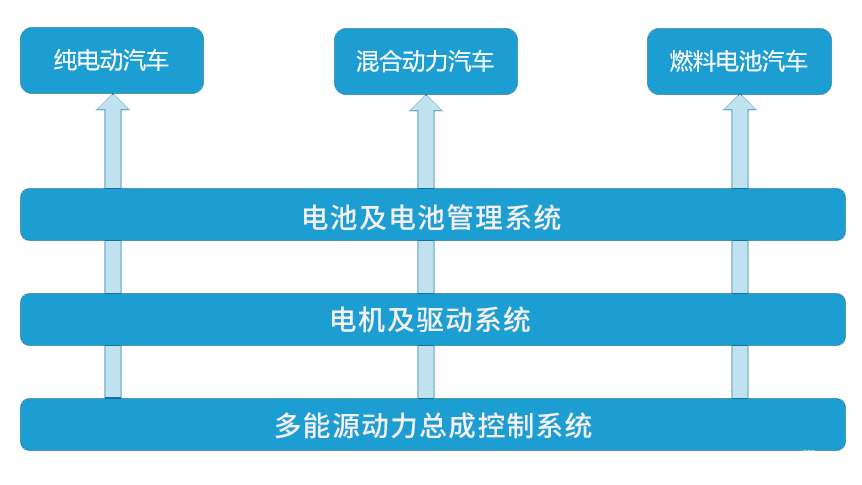 纯电动汽车
混合动力汽车
燃料电池汽车
电池及电池管理系统
电机及驱动系统
多能源动力总成控制系统